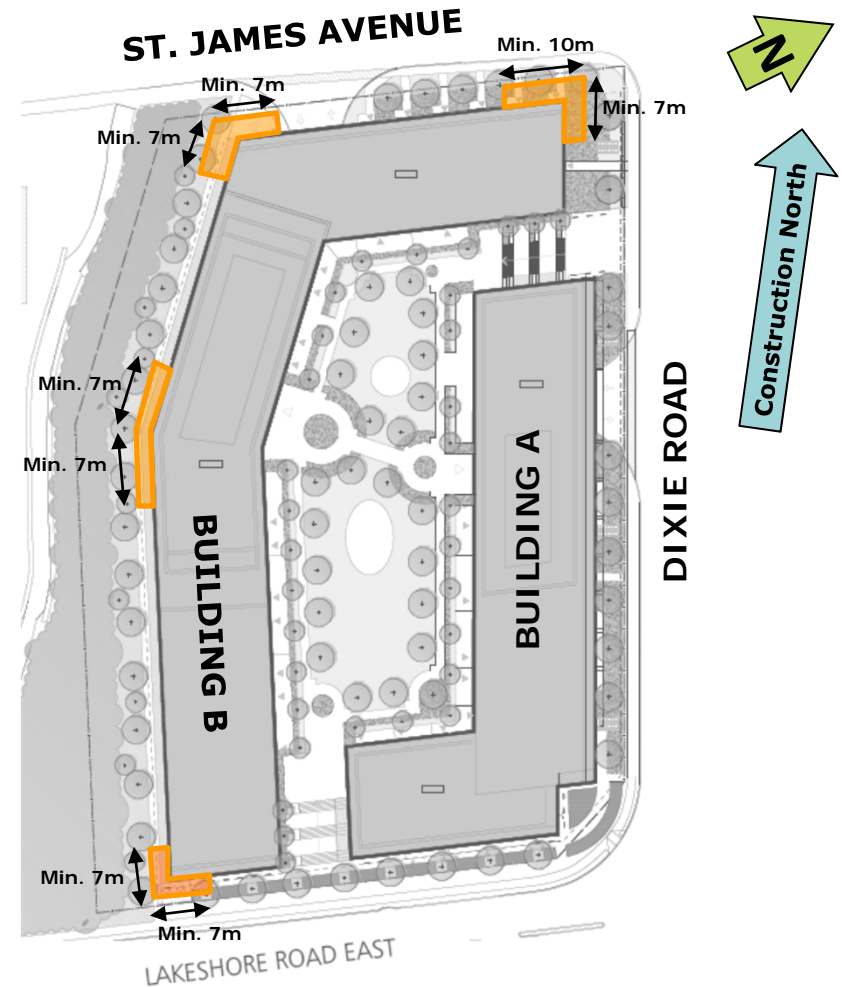 ST. JAMES AVENUE
N
Min. 10m
Min. 7m
Min. 7m
Min. 7m
Construction North
Min. 7m
Min. 7m
DIXIE ROAD
BUILDING A
BUILDING B
Min. 7m
Min. 7m
LAKESHORE ROAD EAST